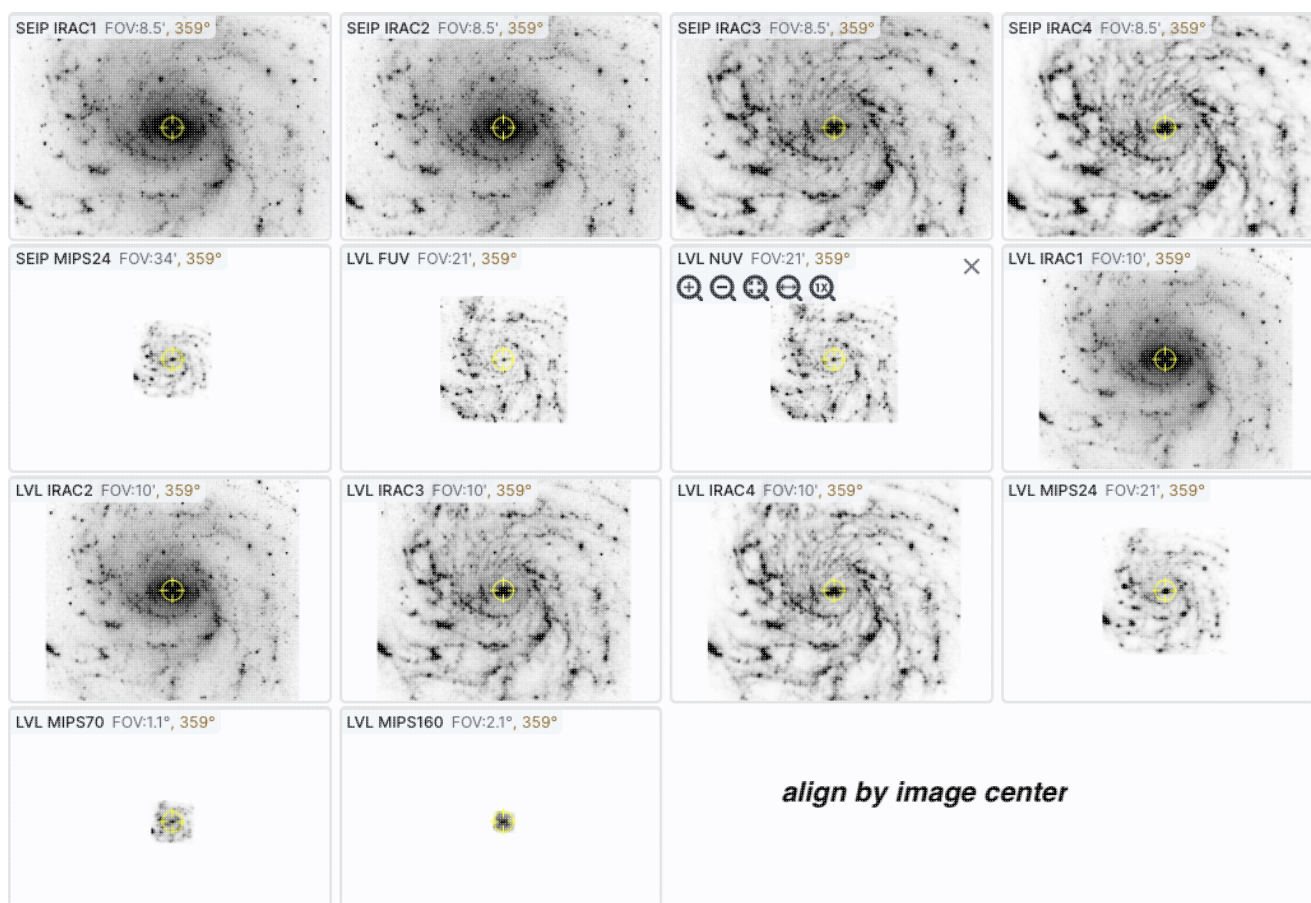 SEIP IRAC1 FOV:8.5', 359°
SEIP IRAC2 FOV:8.5', 359°
SEIP IRAC3 FOV:8.5', 359°
SEIP IRAC4 FOV:8.5', 359°
SEIP MIPS24 FOV:34', 359°
LVL FUV FOV:21', 359°
LVL NUV FOV:21', 359°
1X
LVL IRAC1 FOV:10', 359°
LVL IRAC2 FOV:10', 359°
LVL IRAC3 FOV:10', 359°
LVL IRAC4 FOV:10', 359°
LVL MIPS24 FOV:21', 359°
LVL MIPS70 FOV:1.1°, 359°
LVL MIPS160 FOV:2.1°, 359°
align by image center